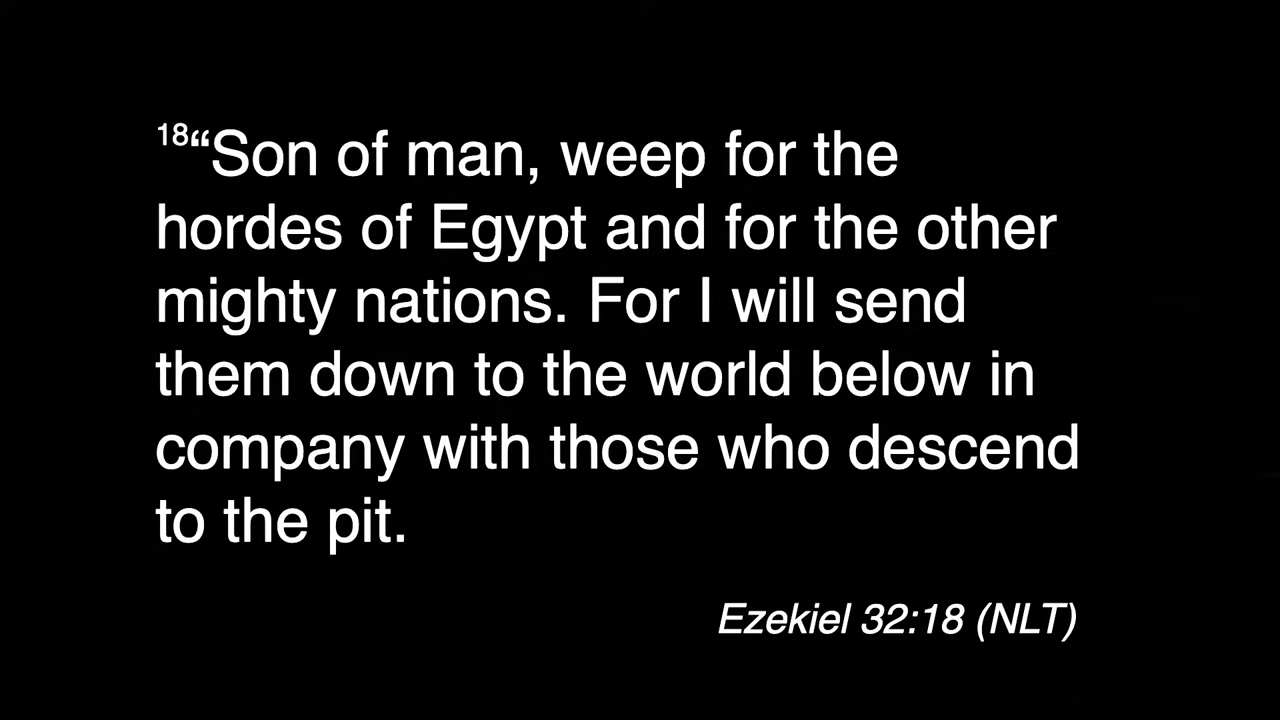 18“Son of man, weep for the
hordes of Egypt and for the other
mighty nations. For I will send
them down to the world below in
company with those who descend
to the pit.
Ezekiel 32:18 (NLT)